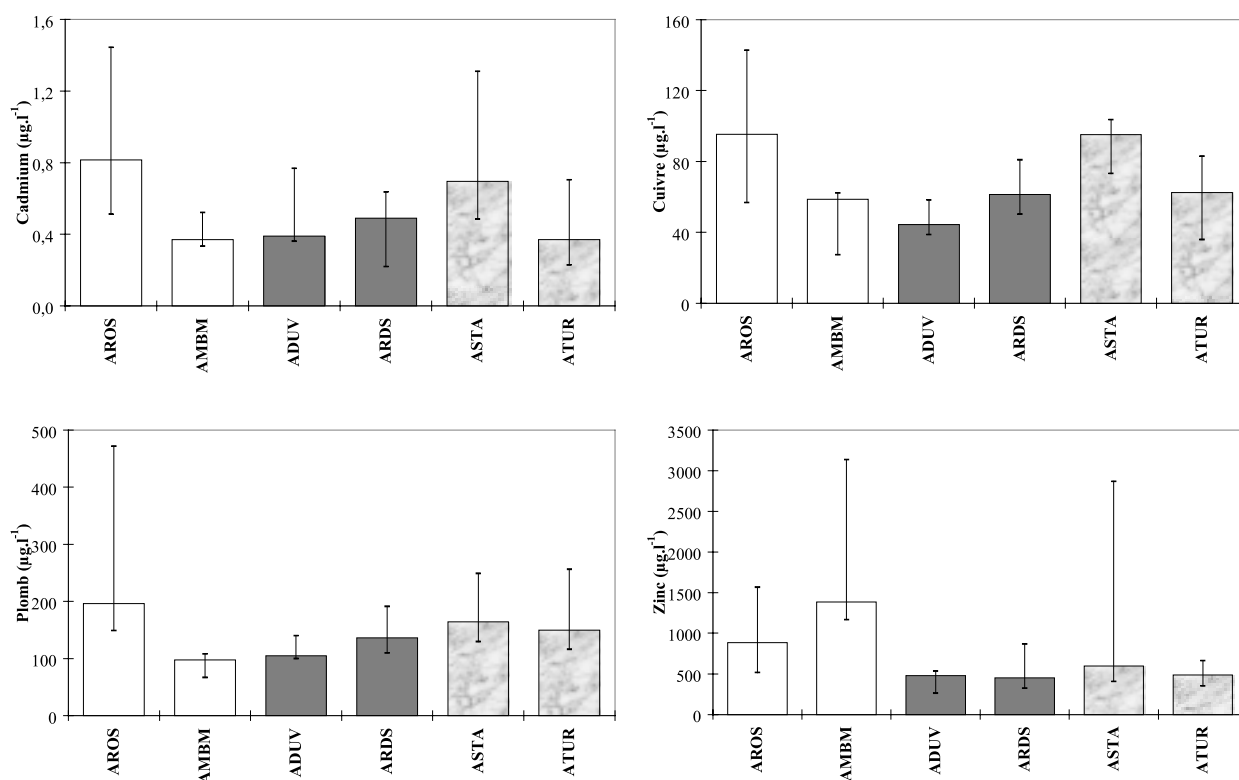 Cadmium (µg.l-1)
1,6
1,2
0,8
0,4
0,0
AROS
AMBM
ADUV
ARDS
ASTA
ATUR
Cuivre (µg.l-1)
160
120
80
40
0
AROS
AMBM
ADUV
ARDS
ASTA
ATUR
Plomb (µg.l-1)
500
400
300
200
100
0
AROS
AMBM
ADUV
ARDS
ASTA
ATUR
Zinc (µg.l-1)
3500
3000
2500
2000
1500
1000
500
0
AROS
AMBM
ADUV
ARDS
ASTA
ATUR